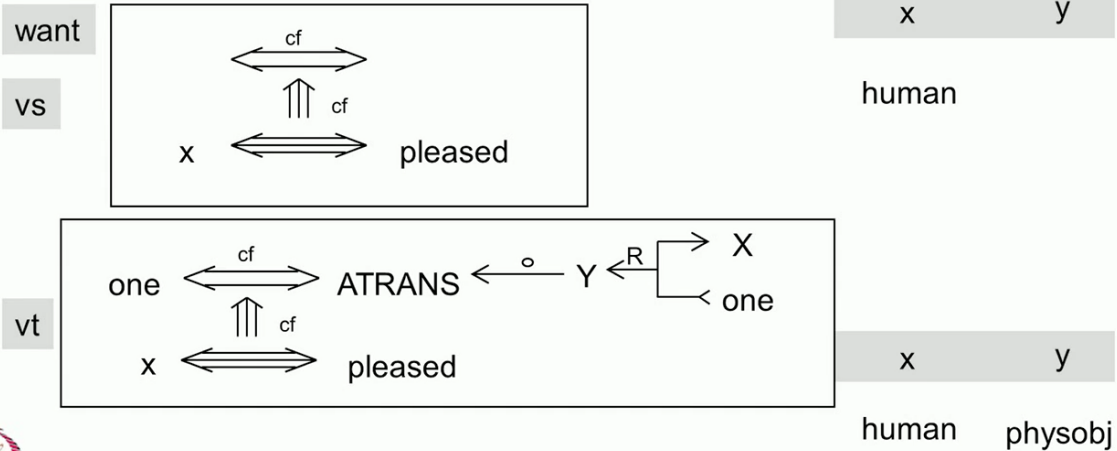 x y
want
cf
vs
cf
human
x pleased
cf
X
one ATRANS o Y R
one
vt
cf
x pleased
x y
human physobj